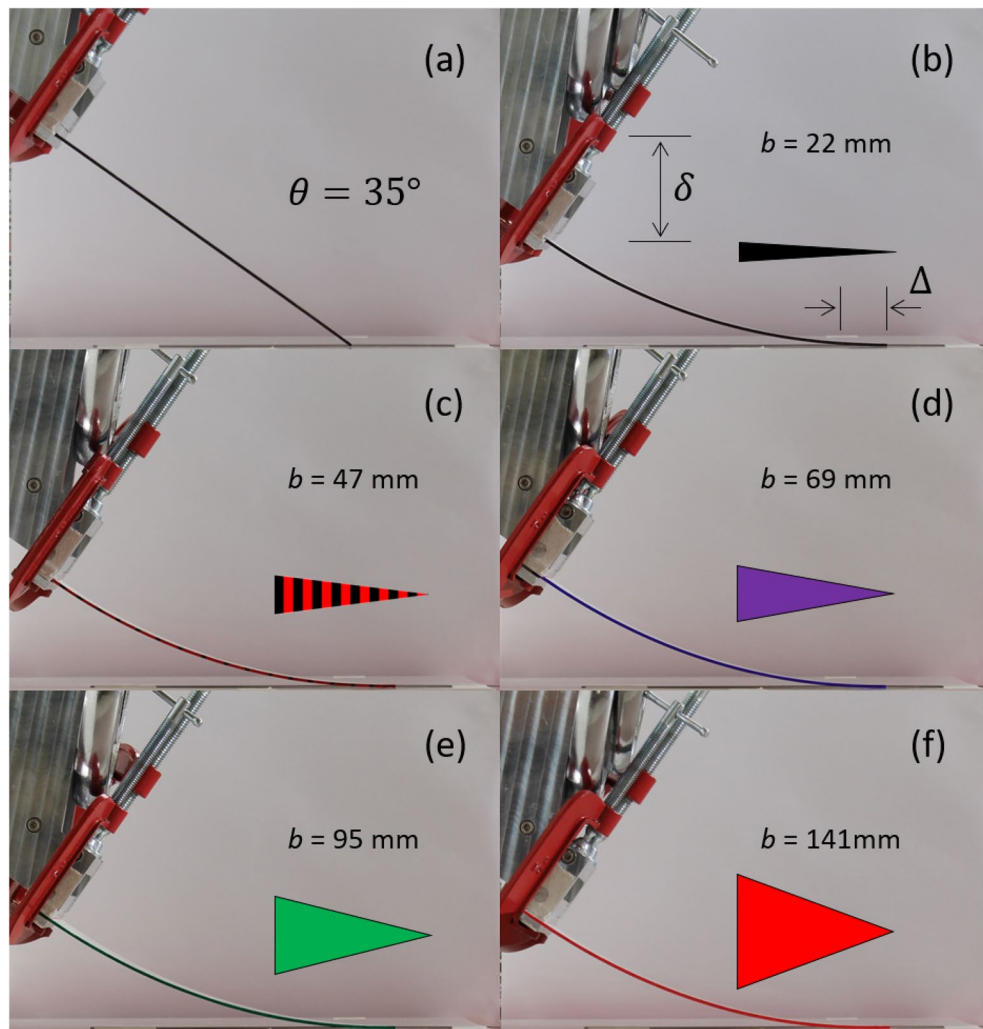 (a)
θ = 35°
(b)
b = 22 mm
δ
Δ
(c)
b = 47 mm
(d)
b = 69 mm
(e)
b = 95 mm
(f)
b = 141mm